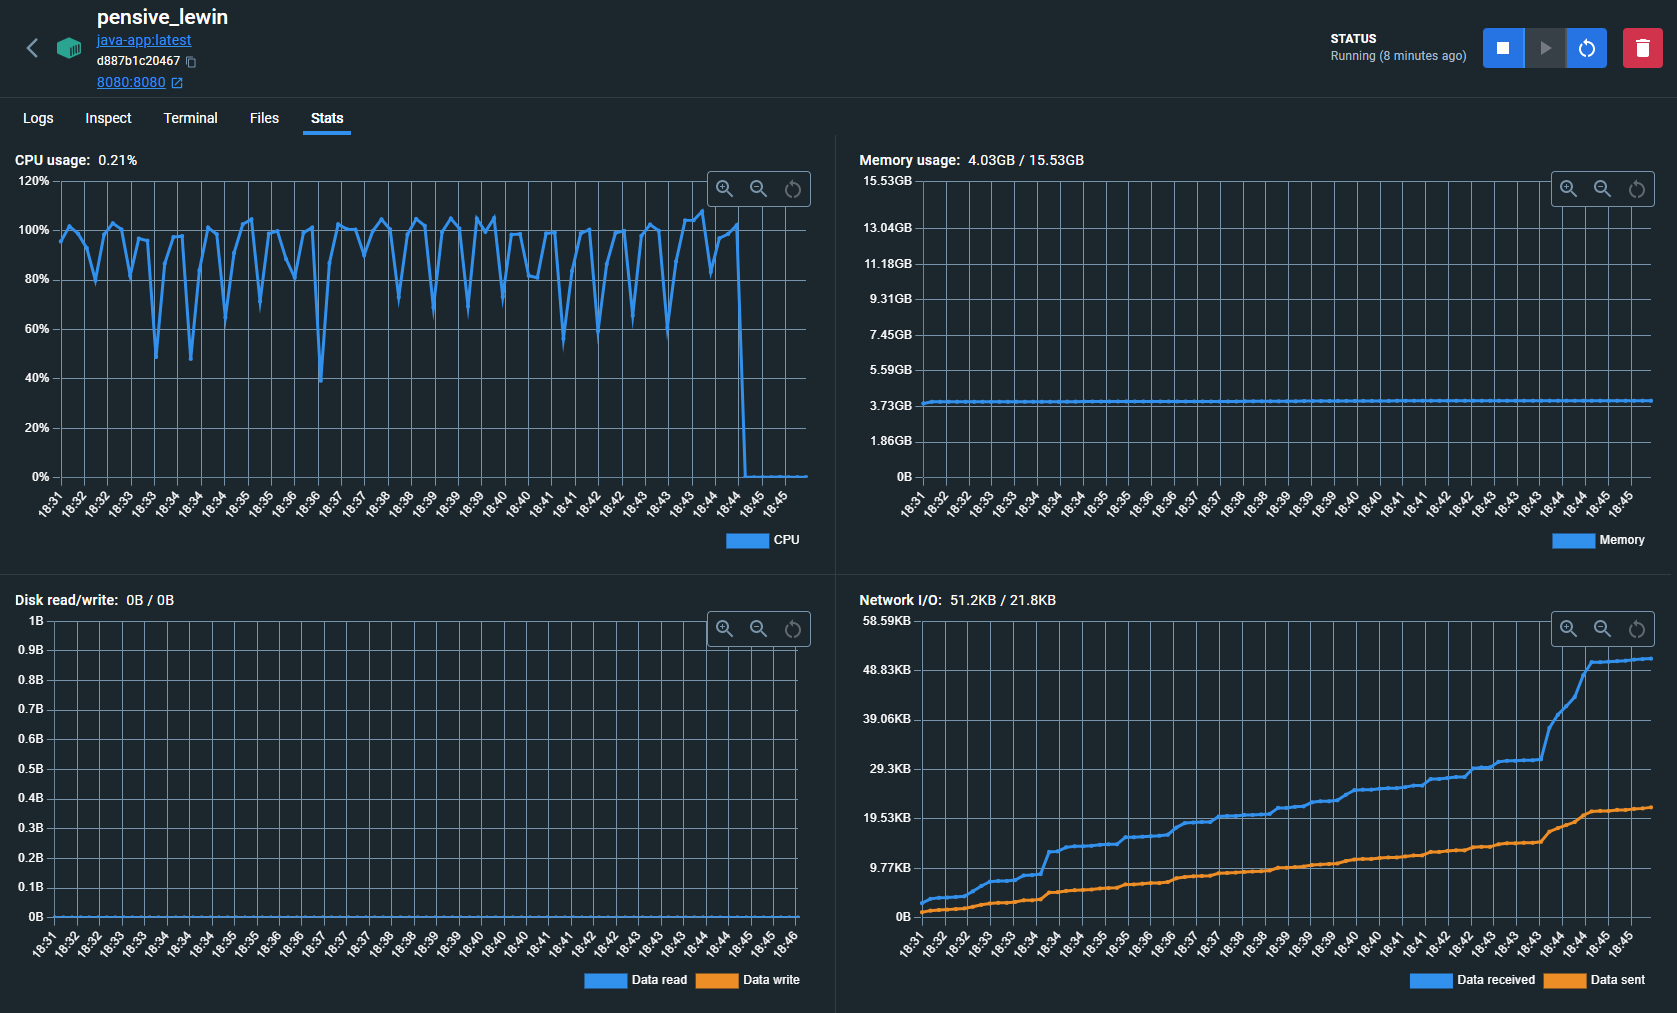 pensive_lewin
java-app:latest
d887b1c20467
8080:8080
STATUS
Running (8 minutes ago)
Logs Inspect Terminal Files Stats
CPU usage: 0.21%
120%
100%
80%
60%
40%
20%
0%
18:31 18:32 18:32 18:33 18:33 18:34 18:34 18:34 18:35 18:35 18:36 18:36 18:37 18:37 18:38 18:38 18:39 18:39 18:39 18:40 18:40 18:41 18:41 18:42 18:42 18:43 18:43 18:43 18:44 18:44 18:45 18:45
CPU
Memory usage: 4.03GB / 15.53GB
15.53GB
13.04GB
11.18GB
9.31GB
7.45GB
5.59GB
3.73GB
1.86GB
0B
18:31 18:32 18:32 18:33 18:33 18:34 18:34 18:34 18:35 18:35 18:36 18:36 18:37 18:37 18:38 18:38 18:39 18:39 18:39 18:40 18:40 18:41 18:41 18:42 18:42 18:43 18:43 18:43 18:44 18:44 18:45 18:45
Memory
Disk read/write: 0B / 0B
1B
0.9B
0.8B
0.7B
0.6B
0.5B
0.4B
0.3B
0.2B
0.1B
0B
18:31 18:32 18:32 18:33 18:33 18:34 18:34 18:34 18:35 18:35 18:36 18:36 18:37 18:37 18:37 18:38 18:38 18:39 18:39 18:40 18:40 18:40 18:41 18:41 18:42 18:42 18:43 18:43 18:43 18:44 18:44 18:45 18:45 18:46
Data read Data write
Network I/O: 51.2KB / 21.8KB
58.59KB
48.83KB
39.06KB
29.3KB
19.53KB
9.77KB
0B
18:31 18:32 18:32 18:33 18:33 18:34 18:34 18:34 18:35 18:35 18:36 18:36 18:37 18:37 18:38 18:38 18:39 18:39 18:39 18:40 18:40 18:41 18:41 18:42 18:42 18:43 18:43 18:43 18:44 18:44 18:45 18:45
Data received Data sent